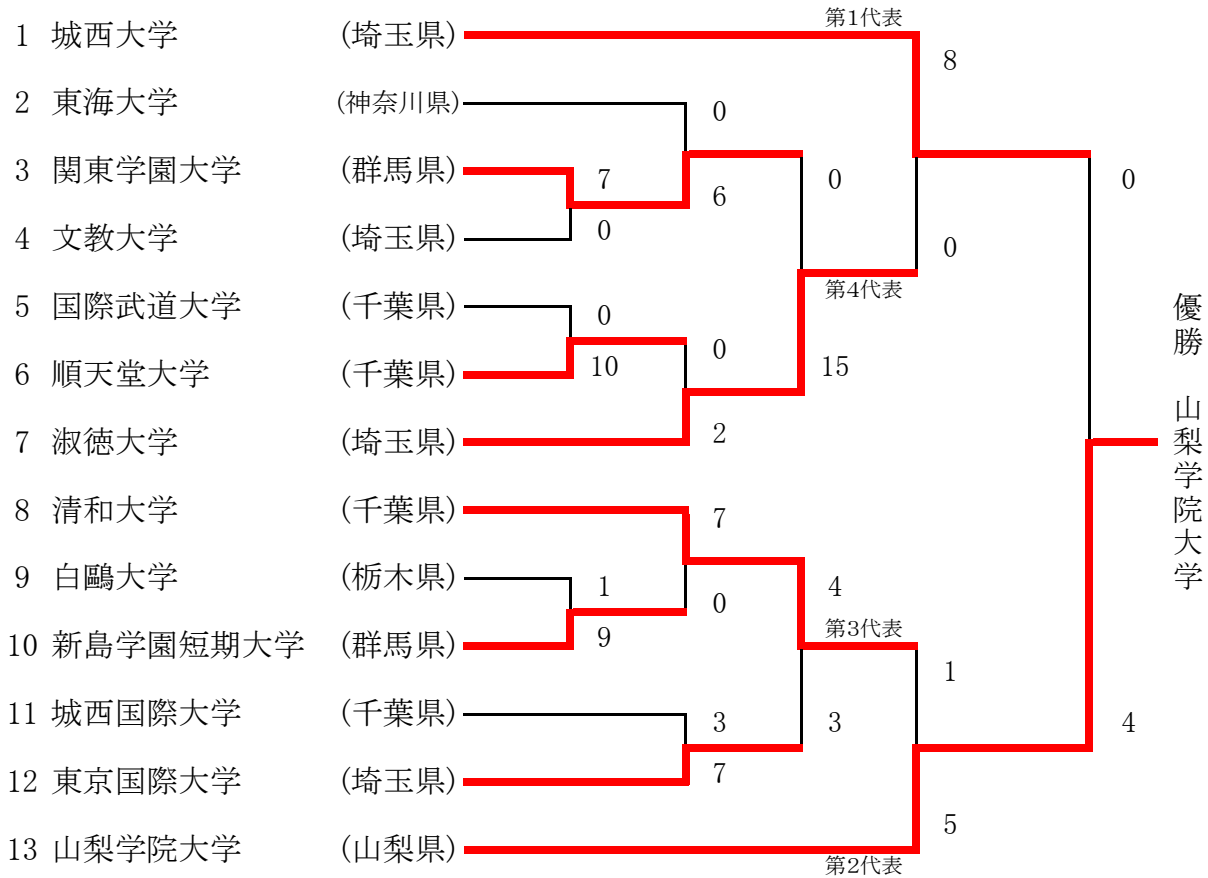 第1代表
1 城西大学 (埼玉県)
8
2 東海大学 (神奈川県)
0
3 関東学園大学 (群馬県)
7
6
0
4 文教大学 (埼玉県)
0
0
5 国際武道大学 (千葉県)
0
第4代表
6 順天堂大学 (千葉県)
10
0
15
7 淑徳大学 (埼玉県)
2
0
優勝 山梨学院大学
8 清和大学 (千葉県)
7
9 白鷗大学 (栃木県)
1
0
4
10 新島学園短期大学 (群馬県)
9
第3代表
1
11 城西国際大学 (千葉県)
3
3
4
12 東京国際大学 (埼玉県)
7
13 山梨学院大学 (山梨県)
5
第2代表